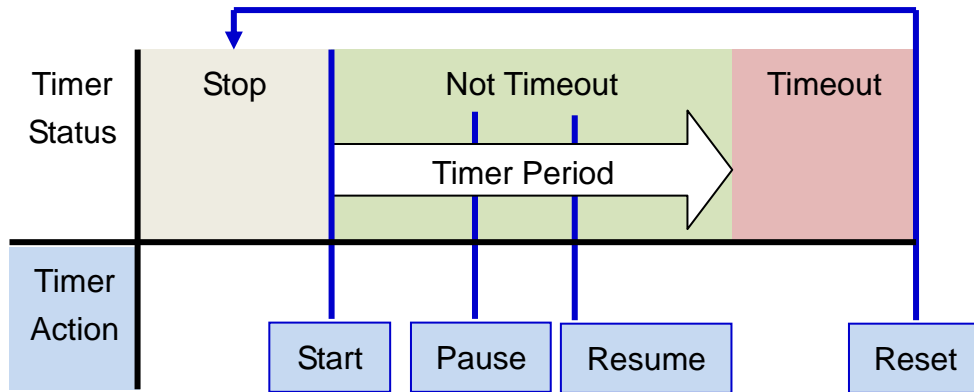 Timer
Status
Stop
Not Timeout
Timeout
Timer Period
Timer
Action
Start
Pause
Resume
Reset